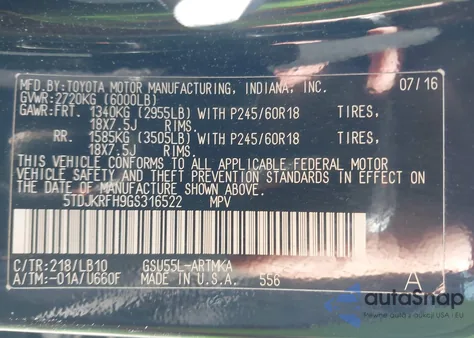 MFD.BY:TOYOTA MOTOR MANUFACTURING, INDIANA, INC. 07/16
GVWR:2720KG (6000LB)
GAWR:FRT. 1340KG (2955LB) WITH P245/60R18 TIRES,
18X7.5J RIMS.
RR. 1585KG (3505LB) WITH P245/60R18 TIRES,
18X7.5J RIMS.
THIS VEHICLE CONFORMS TO ALL APPLICABLE FEDERAL MOTOR
VEHICLE SAFETY AND THEFT PREVENTION STANDARDS IN EFFECT ON
THE DATE OF MANUFACTURE SHOWN ABOVE.
5TDJKRFH9GS316522 MPV
C/TR:218/LB10 GSU55L-ARTMKA
A/TM:-01A/U660F MADE IN U.S.A. 556 A
autosnap
USA
EU